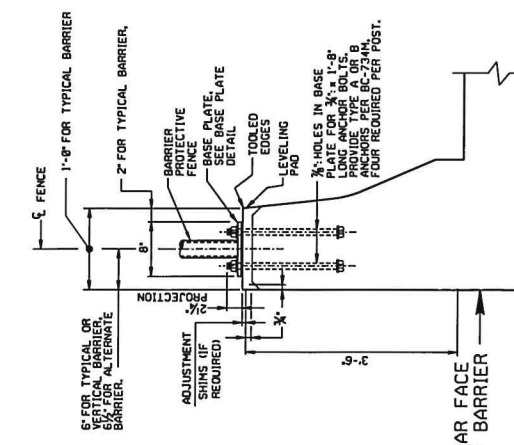 ℄ FENCE
1'-0" FOR TYPICAL BARRIER
6" FOR TYPICAL OR
VERTICAL BARRIER,
6½" FOR ALTERNATE
BARRIER.
2" FOR TYPICAL BARRIER.
8"
BARRIER
PROTECTIVE
FENCE
BASE PLATE,
SEE BASE PLATE
DETAIL
TOOLED
EDGES
LEVELING
PAD
⅞" HOLES IN BASE
PLATE FOR ¾" x 1'-8"
LONG ANCHOR BOLTS.
PROVIDE TYPE A OR B
ANCHORS PER BC-734M.
FOUR REQUIRED PER POST.
2¼"
PROJECTION
ADJUSTMENT
SHIMS (IF
REQUIRED)
¾"
3'-6"
AR FACE
BARRIER